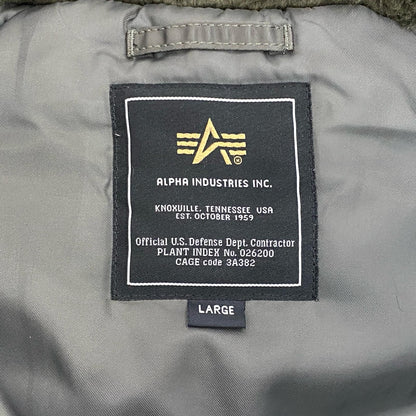 ALPHA INDUSTRIES INC.
KNOXVILLE, TENNESSEE USA
EST. OCTOBER 1959
Official U.S. Defense Dept. Contractor
PLANT INDEX No. 026200
CAGE code 3A382
LARGE